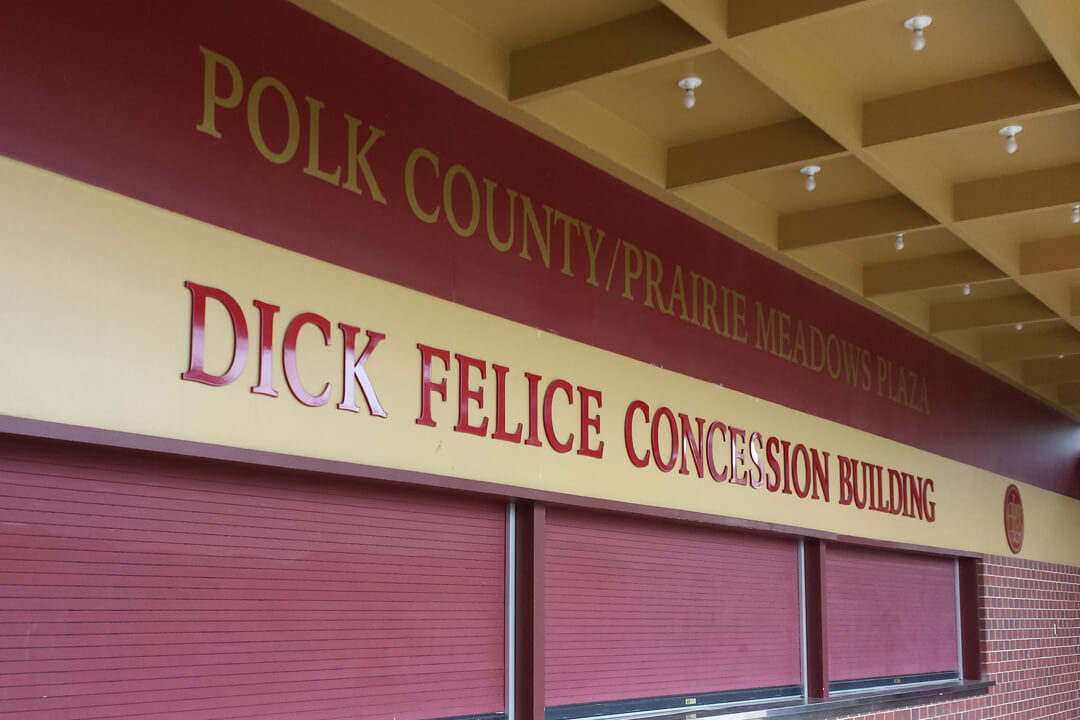 POLK COUNTY/PRAIRIE MEADOWS PLAZA
DICK FELICE CONCESSION BUILDING